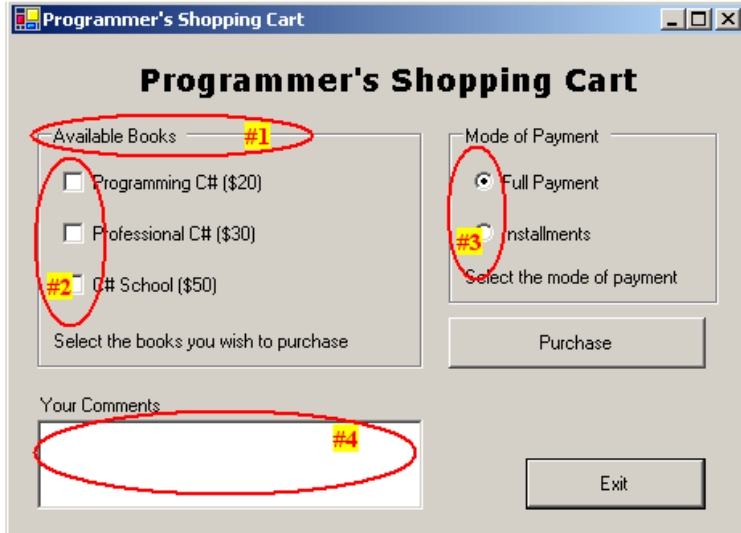 Programmer's Shopping Cart
Programmer's Shopping Cart
Available Books #1
Programming C# ($20)
Professional C# ($30)
#2 C# School ($50)
Select the books you wish to purchase
Mode of Payment
Full Payment
#3 Installments
Select the mode of payment
Purchase
Your Comments
#4
Exit